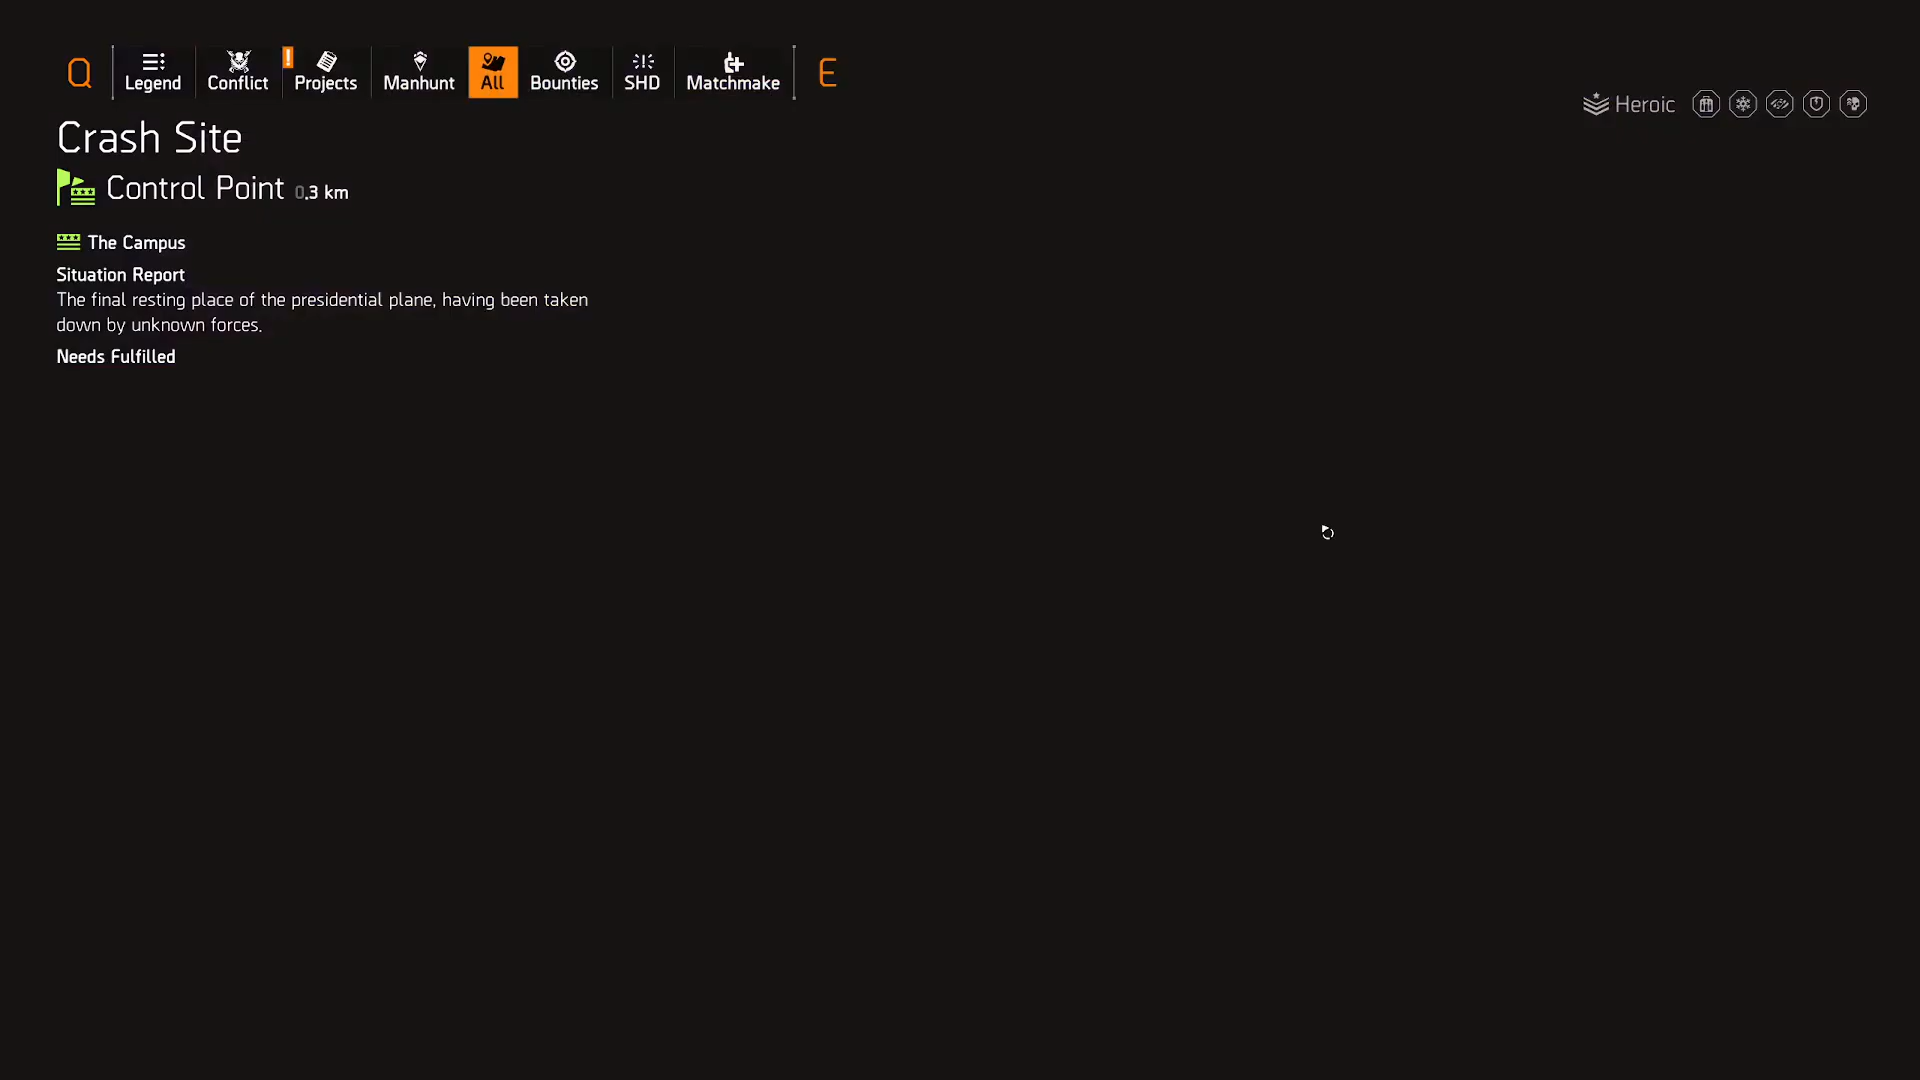 Q Legend Conflict ! Projects Manhunt All Bounties SHD Matchmake E
Heroic
Crash Site
Control Point 0.3 km
The Campus
Situation Report
The final resting place of the presidential plane, having been taken
down by unknown forces.
Needs Fulfilled